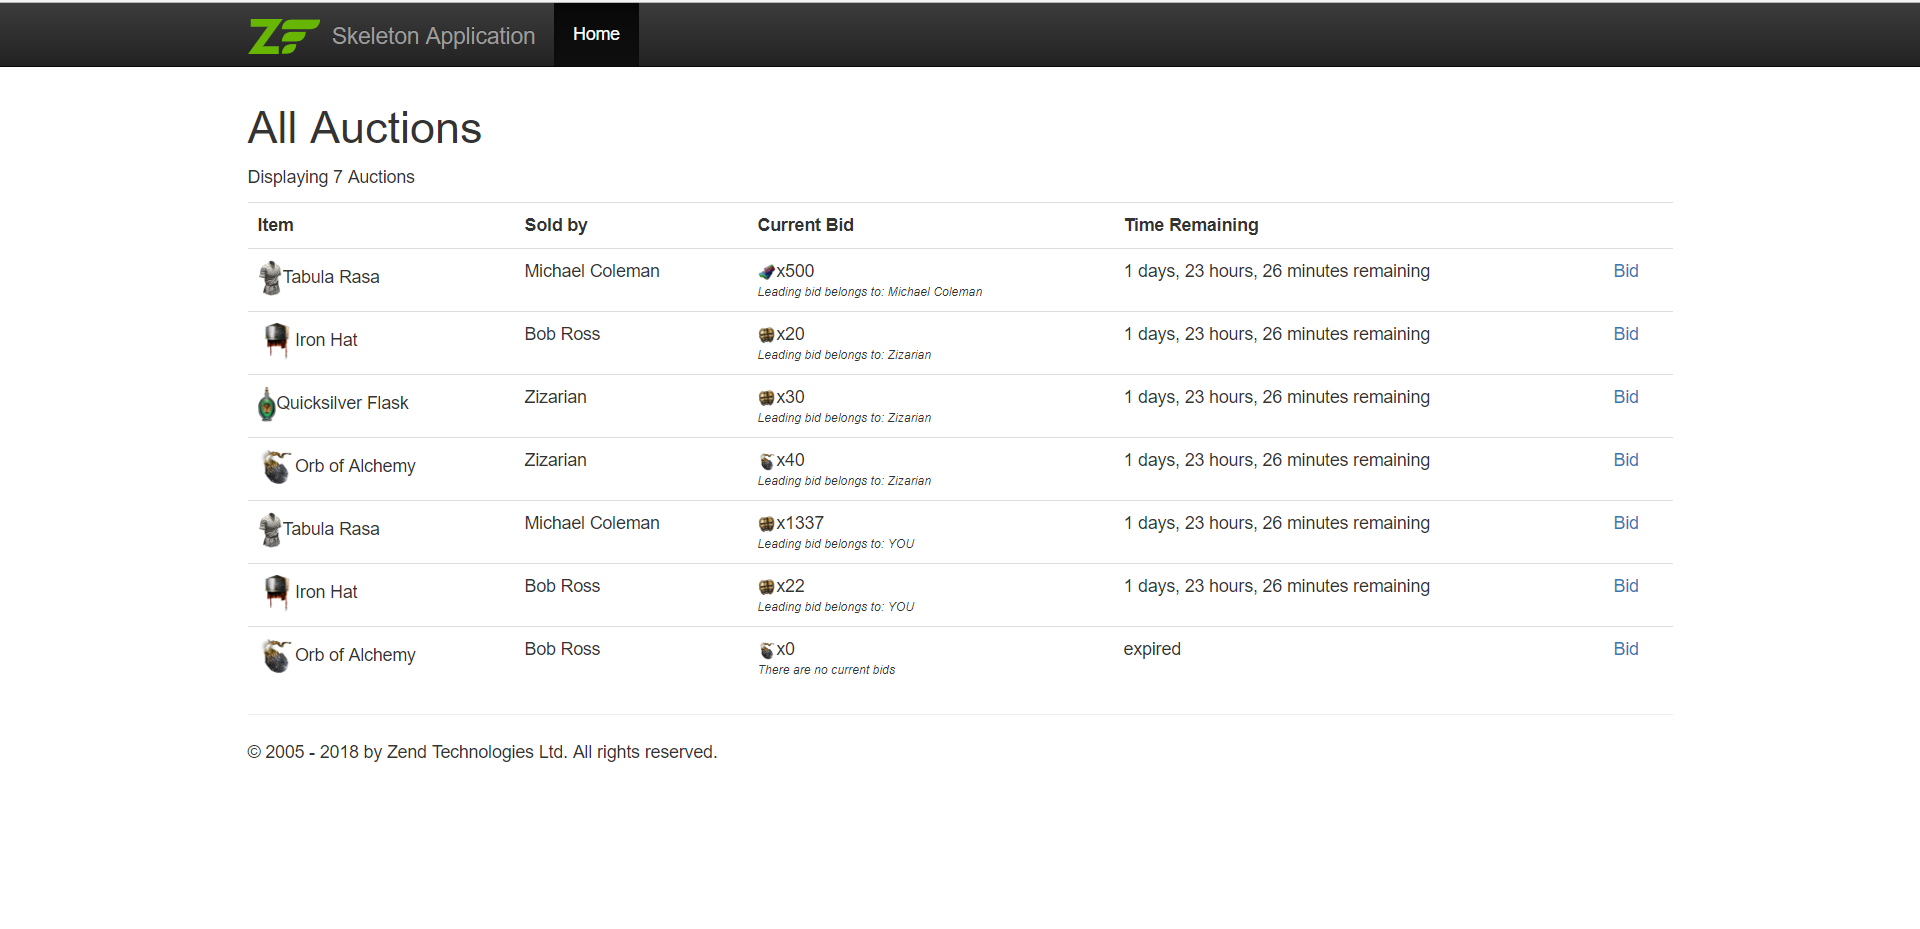 ZF Skeleton Application Home
All Auctions
Displaying 7 Auctions
Item Sold by Current Bid Time Remaining
Tabula Rasa Michael Coleman x500 1 days, 23 hours, 26 minutes remaining Bid
Leading bid belongs to: Michael Coleman
Iron Hat Bob Ross x20 1 days, 23 hours, 26 minutes remaining Bid
Leading bid belongs to: Zizarian
Quicksilver Flask Zizarian x30 1 days, 23 hours, 26 minutes remaining Bid
Leading bid belongs to: Zizarian
Orb of Alchemy Zizarian x40 1 days, 23 hours, 26 minutes remaining Bid
Leading bid belongs to: Zizarian
Tabula Rasa Michael Coleman x1337 1 days, 23 hours, 26 minutes remaining Bid
Leading bid belongs to: YOU
Iron Hat Bob Ross x22 1 days, 23 hours, 26 minutes remaining Bid
Leading bid belongs to: YOU
Orb of Alchemy Bob Ross x0 expired Bid
There are no current bids
© 2005 - 2018 by Zend Technologies Ltd. All rights reserved.